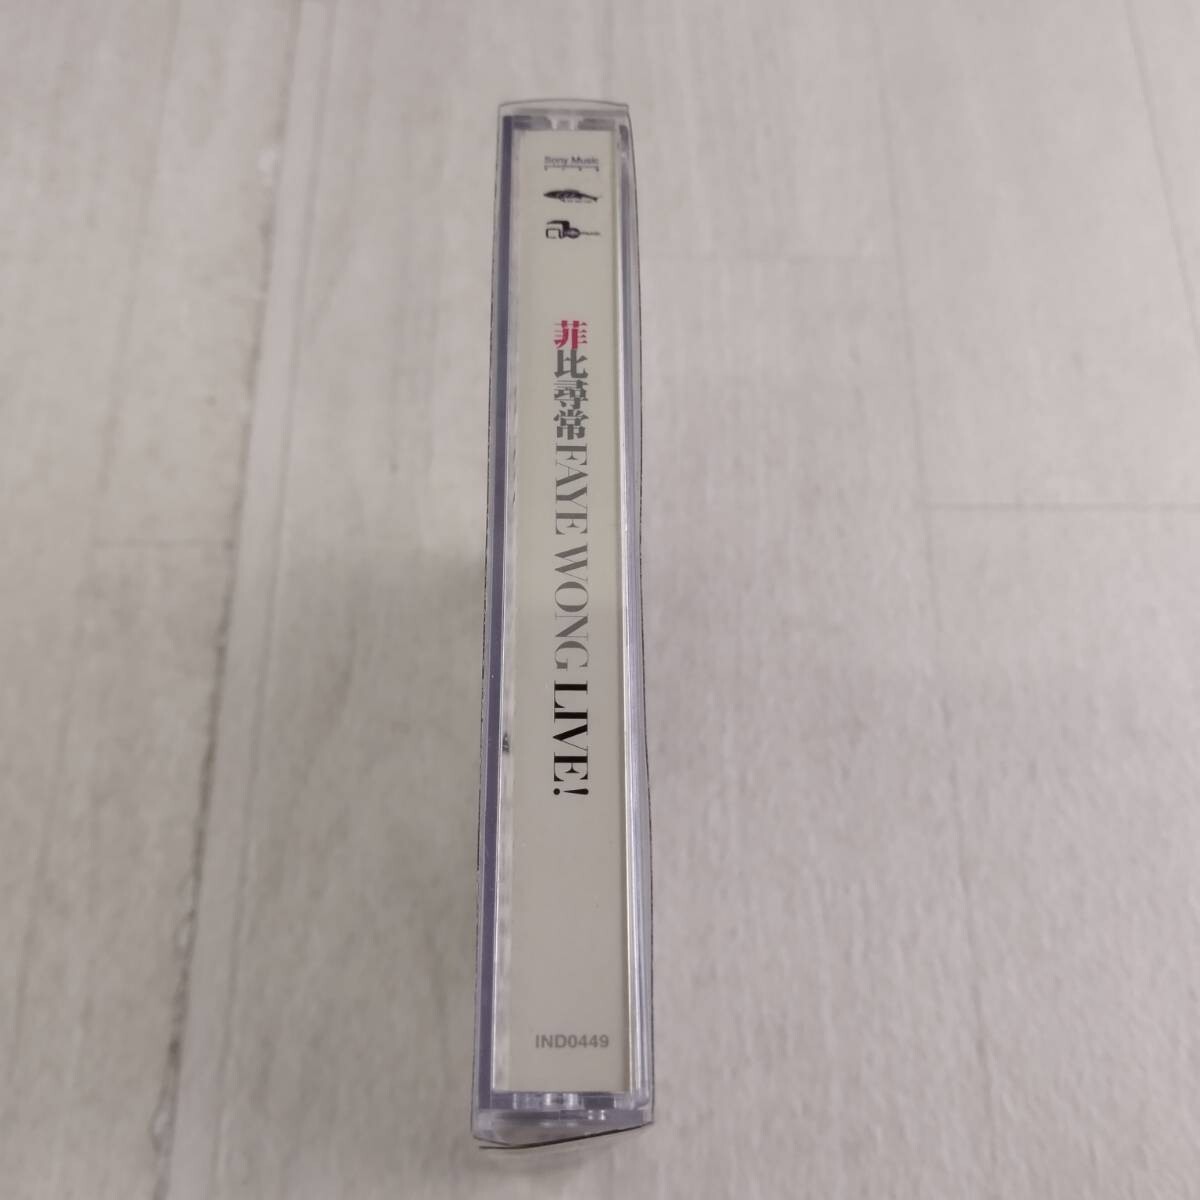 Sony Music
菲比尋常 FAYE WONG LIVE!
IND0449